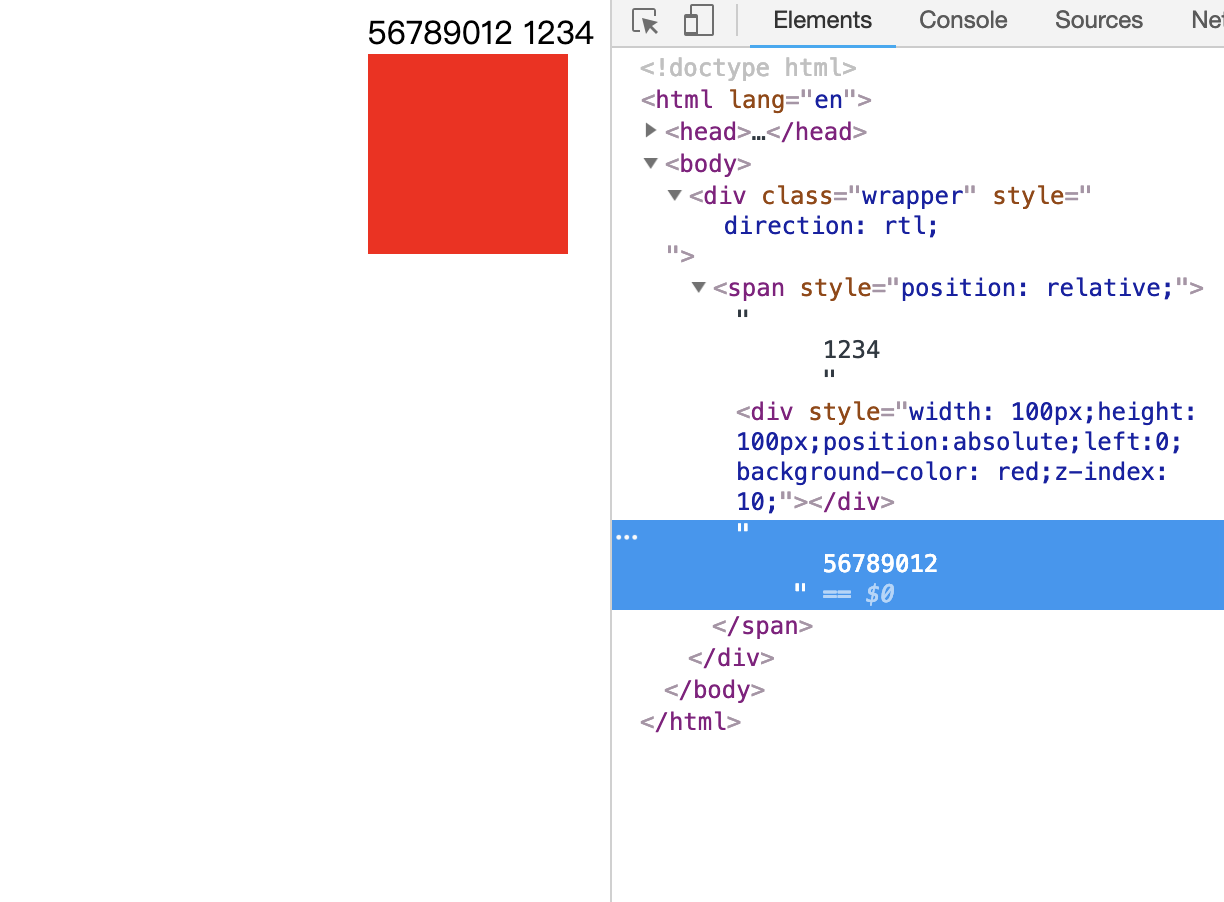 56789012 1234
Elements Console Sources Net
<!doctype html>
<html lang="en">
<head>…</head>
<body>
<div class="wrapper" style="
direction: rtl;
">
<span style="position: relative;">
"
1234
"
<div style="width: 100px;height:
100px;position:absolute;left:0;
background-color: red;z-index:
10;"></div>
"
56789012
" == $0
</span>
</div>
</body>
</html>